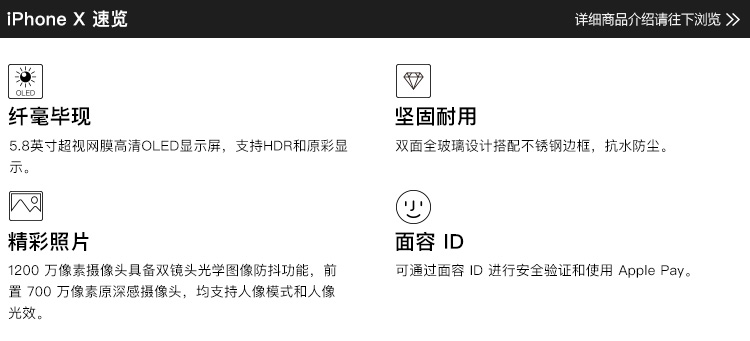 iPhone X 速览
详细商品介绍请往下浏览
OLED
纤毫毕现
5.8英寸超视网膜高清OLED显示屏，支持HDR和原彩显
示。
坚固耐用
双面全玻璃设计搭配不锈钢边框，抗水防尘。
精彩照片
1200 万像素摄像头具备双镜头光学图像防抖功能，前
置 700 万像素原深感摄像头，均支持人像模式和人像
光效。
面容 ID
可通过面容 ID 进行安全验证和使用 Apple Pay。